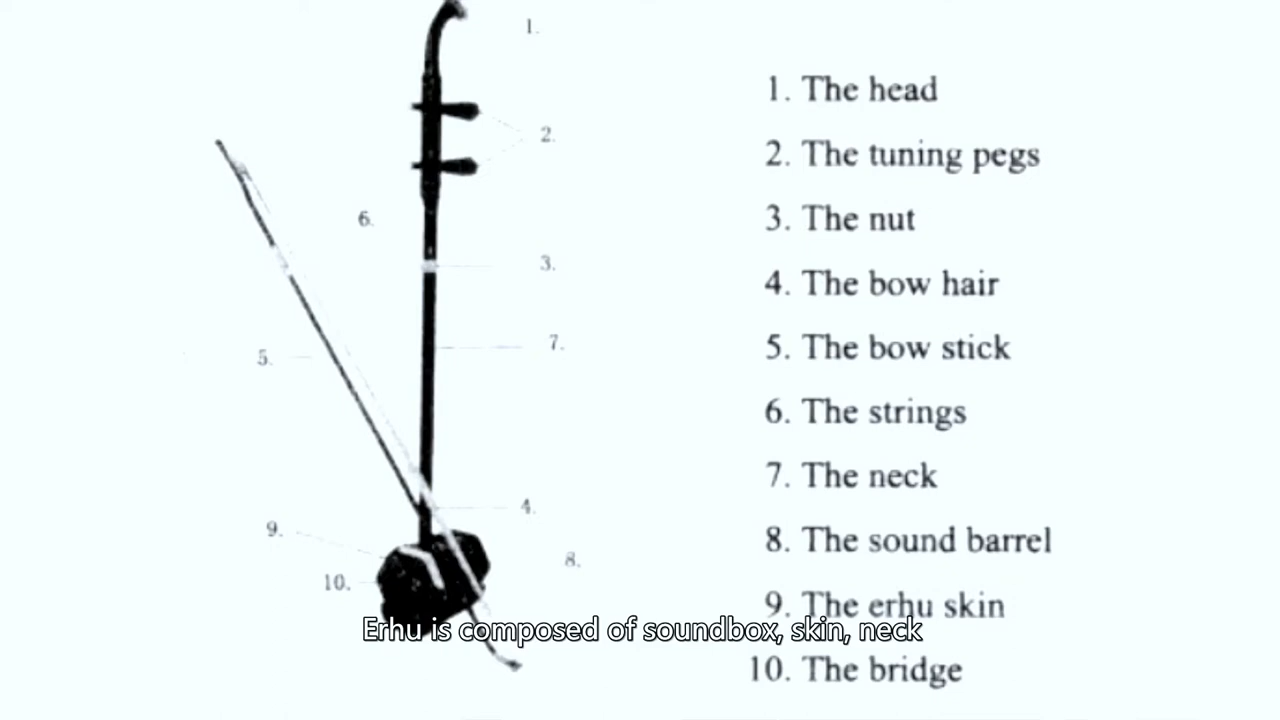 1.
2.
6.
3.
7.
5.
4.
9.
8.
10.
1. The head
2. The tuning pegs
3. The nut
4. The bow hair
5. The bow stick
6. The strings
7. The neck
8. The sound barrel
9. The erhu skin
10. The bridge
Erhu is composed of soundbox, skin, neck